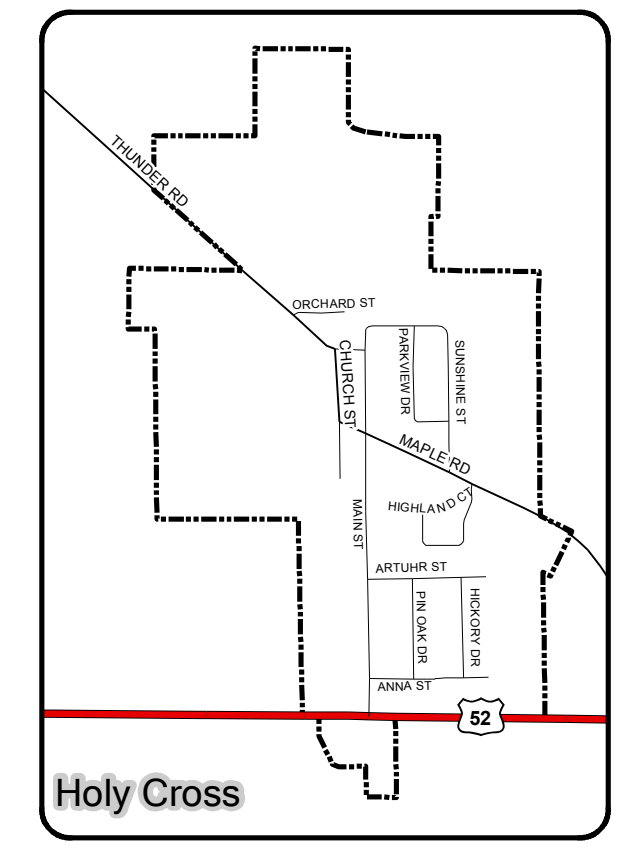 THUNDER RD
ORCHARD ST
CHURCH ST
PARKVIEW DR
SUNSHINE ST
MAPLE RD
MAIN ST
HIGHLAND CT
ARTUHR ST
PIN OAK DR
HICKORY DR
ANNA ST
52
Holy Cross